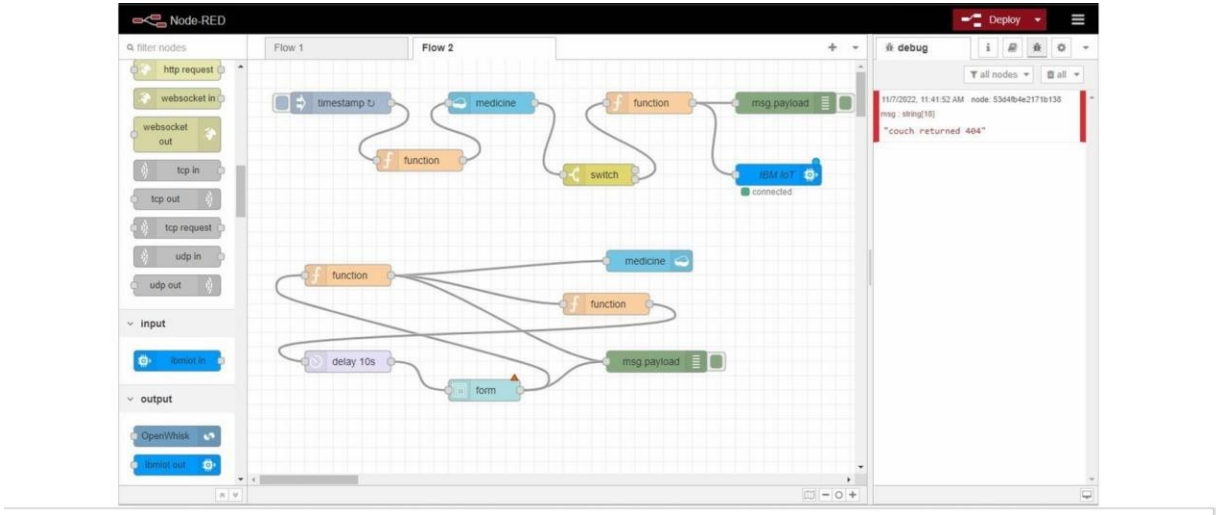 Node-RED
Deploy
filter nodes
http request
websocket in
websocket
out
tcp in
tcp out
tcp request
udp in
udp out
input
ibmiot in
output
OpenWhisk
ibmiot out
Flow 1
Flow 2
timestamp ↻
medicine
function
msg.payload
function
switch
IBM IoT
connected
function
medicine
function
delay 10s
msg.payload
form
debug
i
all nodes
all
11/7/2022, 11:41:52 AM node: 53d4fb4e2171b138
msg : string[18]
"couch returned 404"